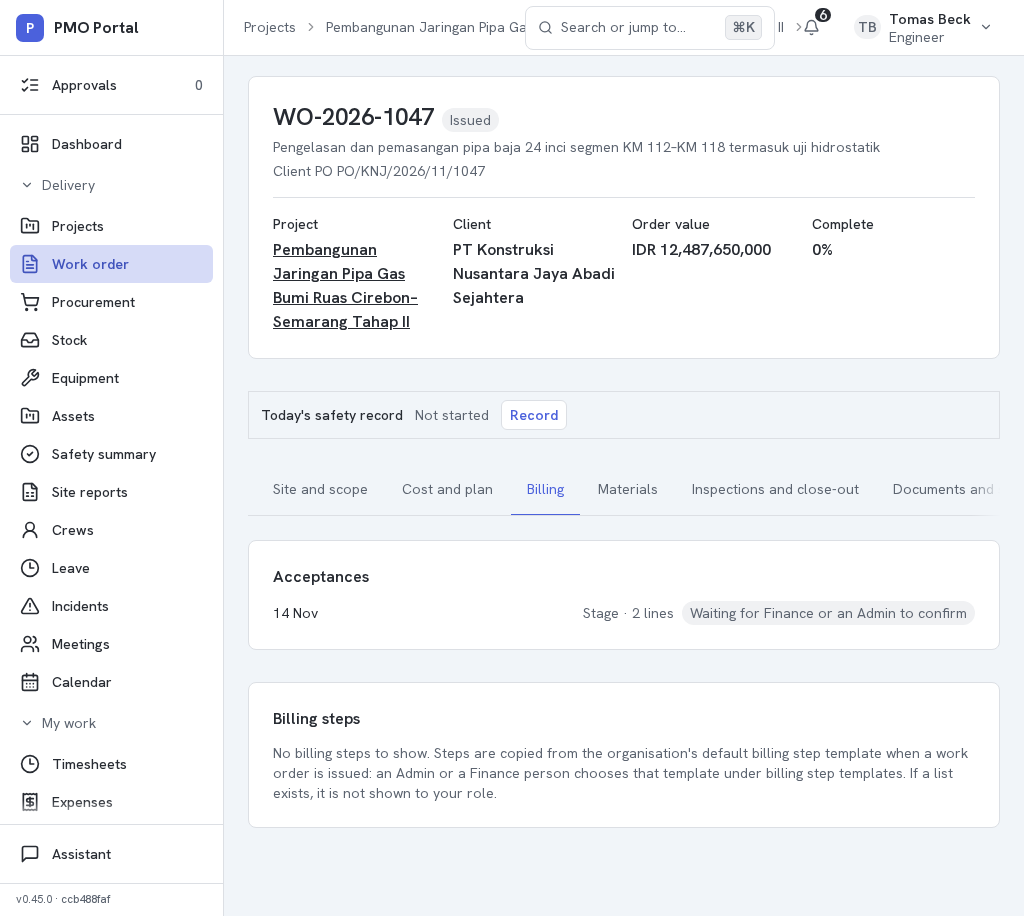 P PMO Portal
Projects
Pembangunan Jaringan Pipa Ga
Search or jump to...
⌘K
II
6
TB
Tomas Beck
Engineer
Approvals 0
Dashboard
Delivery
Projects
Work order
Procurement
Stock
Equipment
Assets
Safety summary
Site reports
Crews
Leave
Incidents
Meetings
Calendar
My work
Timesheets
Expenses
Assistant
v0.45.0 · ccb488faf
WO-2026-1047 Issued
Pengelasan dan pemasangan pipa baja 24 inci segmen KM 112–KM 118 termasuk uji hidrostatik
Client PO PO/KNJ/2026/11/1047
Project
Pembangunan
Jaringan Pipa Gas
Bumi Ruas Cirebon–
Semarang Tahap II
Client
PT Konstruksi
Nusantara Jaya Abadi
Sejahtera
Order value
IDR 12,487,650,000
Complete
0%
Today's safety record Not started Record
Site and scope Cost and plan Billing Materials Inspections and close-out Documents and
Acceptances
14 Nov Stage · 2 lines Waiting for Finance or an Admin to confirm
Billing steps
No billing steps to show. Steps are copied from the organisation's default billing step template when a work
order is issued: an Admin or a Finance person chooses that template under billing step templates. If a list
exists, it is not shown to your role.